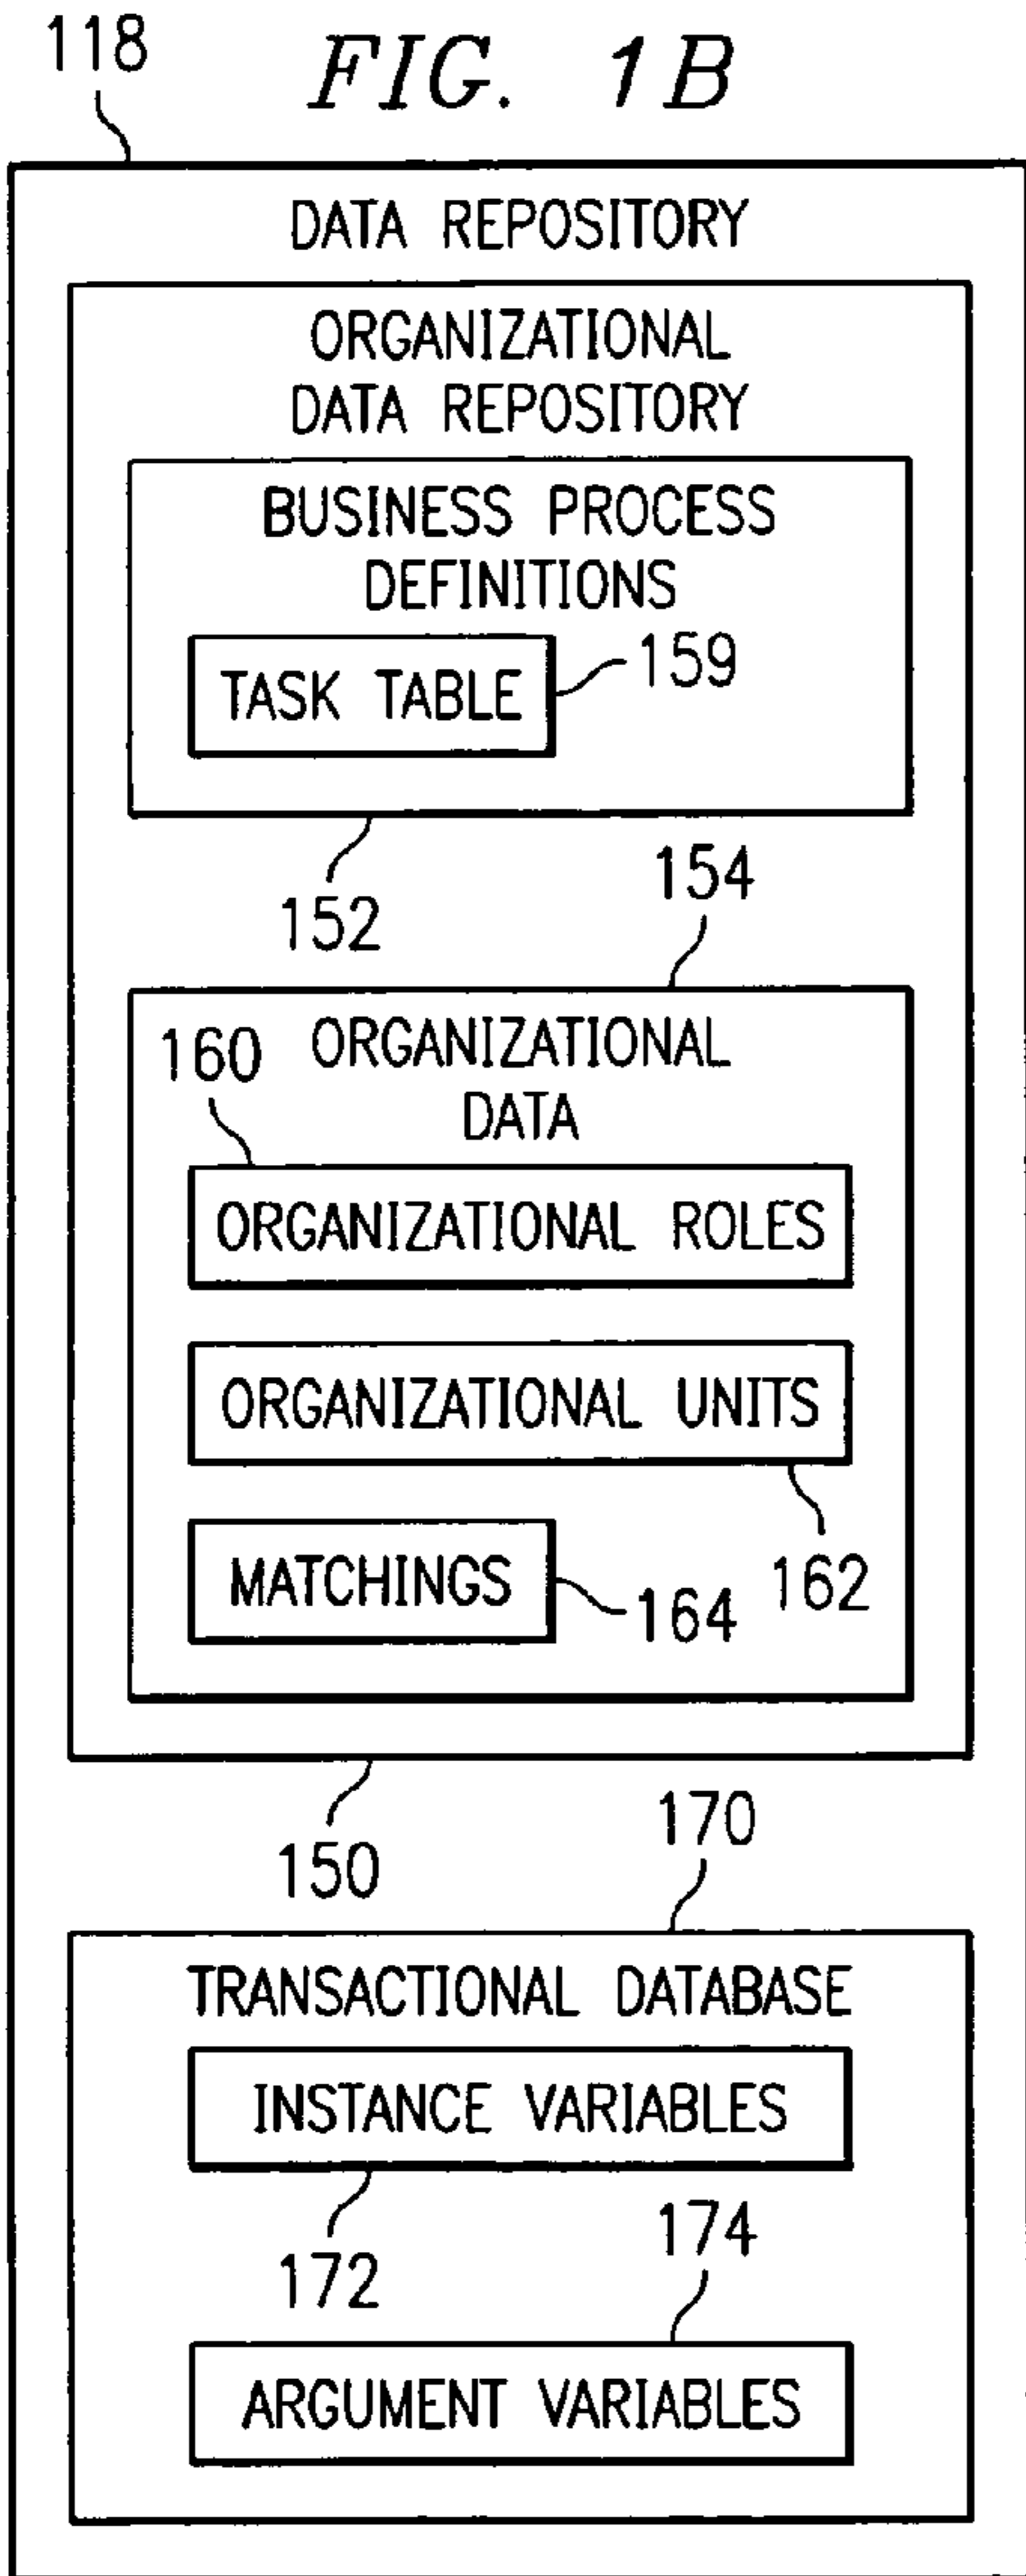 118
FIG. 1B
DATA REPOSITORY
ORGANIZATIONAL
DATA REPOSITORY
BUSINESS PROCESS
DEFINITIONS
TASK TABLE
159
152
154
160
ORGANIZATIONAL
DATA
ORGANIZATIONAL ROLES
ORGANIZATIONAL UNITS
162
MATCHINGS
164
150
170
TRANSACTIONAL DATABASE
INSTANCE VARIABLES
172
174
ARGUMENT VARIABLES